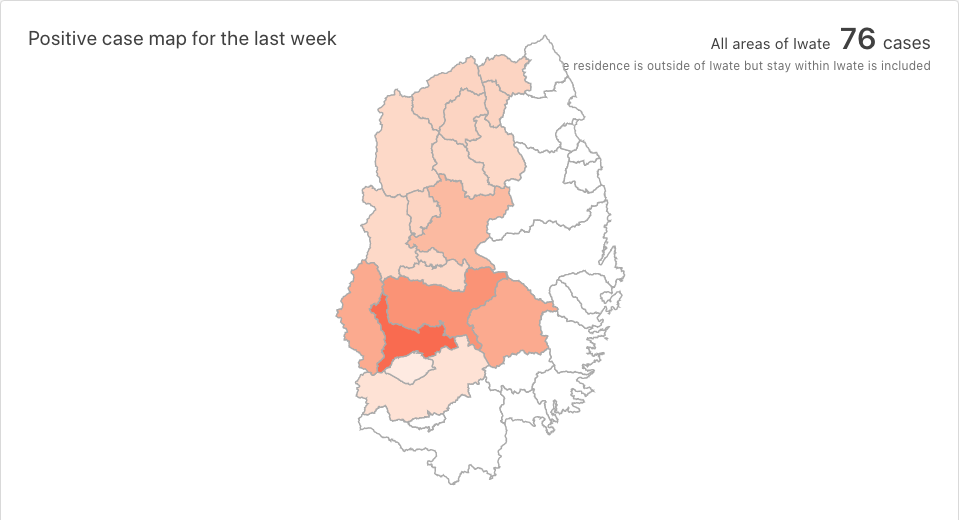 Positive case map for the last week
All areas of Iwate 76 cases
residence is outside of Iwate but stay within Iwate is included